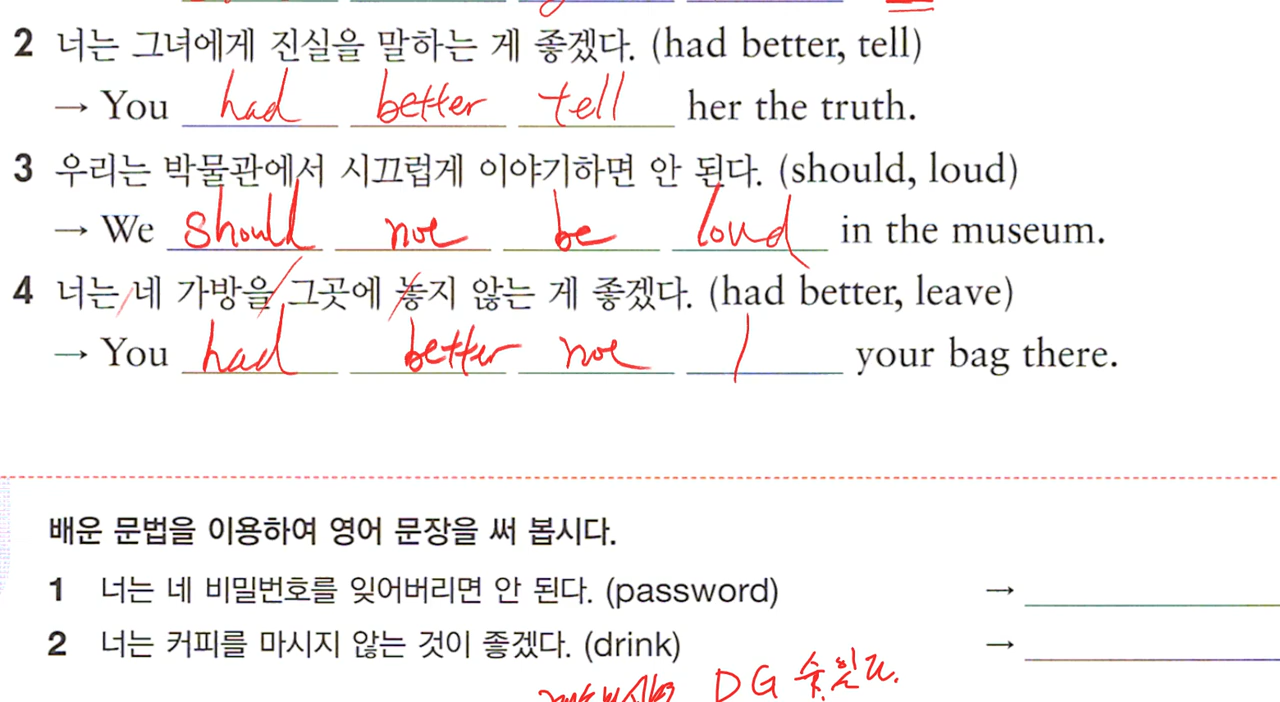 2 너는 그녀에게 진실을 말하는 게 좋겠다. (had better, tell)
→ You had better tell her the truth.
3 우리는 박물관에서 시끄럽게 이야기하면 안 된다. (should, loud)
→ We should not be loud in the museum.
4 너는 네 가방을 그곳에 놓지 않는 게 좋겠다. (had better, leave)
→ You had better not l your bag there.
배운 문법을 이용하여 영어 문장을 써 봅시다.
1 너는 네 비밀번호를 잊어버리면 안 된다. (password) →
2 너는 커피를 마시지 않는 것이 좋겠다. (drink) →
DG